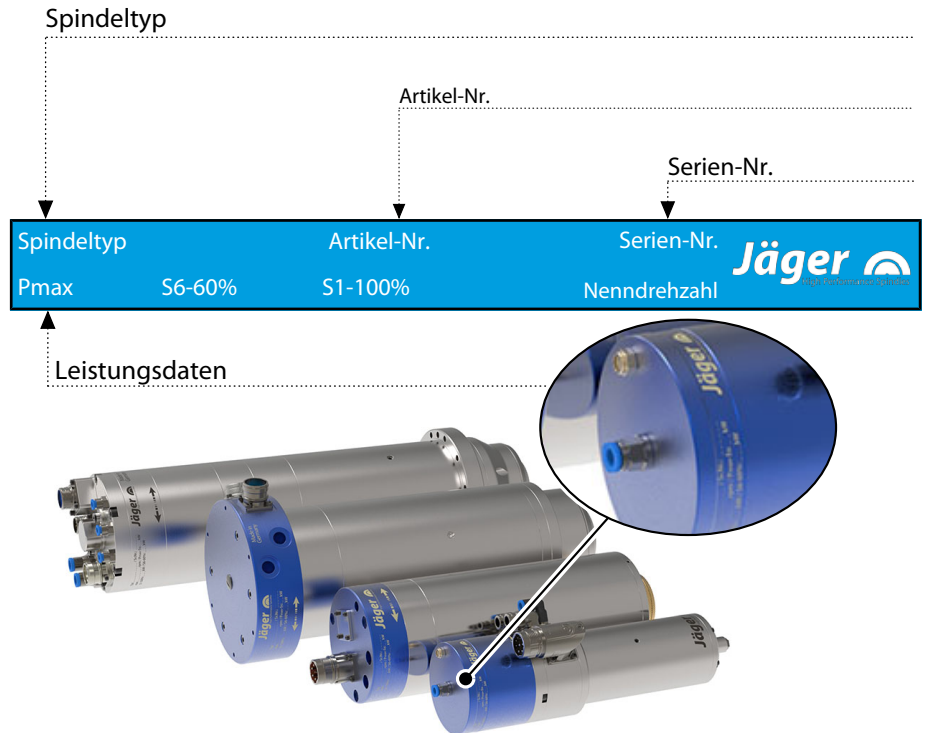 Spindeltyp
Artikel-Nr.
Serien-Nr.
Spindeltyp Artikel-Nr. Serien-Nr.
Jäger
Pmax S6-60% S1-100% Nenndrehzahl
Leistungsdaten
Jäger
Jäger
Jäger
Jäger
Jäger